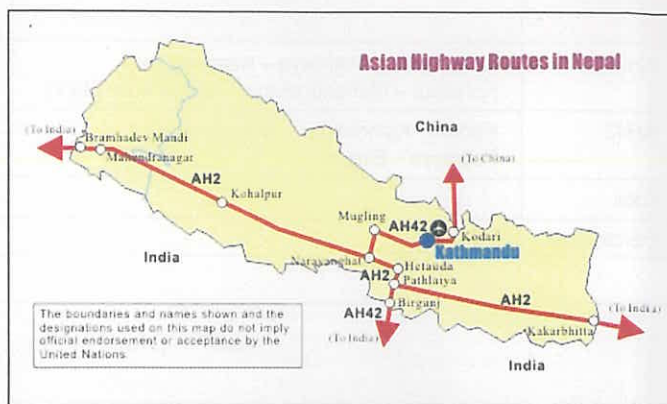 Asian Highway Routes in Nepal
China
(To India)
Bramhadev Mandi
(To China)
Mahendranagar
AH2
Kohalpur
Mugling
AH42
Kodari
Kathmandu
India
Narayanghat
Hetauda
AH2
Pathlaiya
AH42
Birganj
AH2
(To India)
(To India)
Kakarbhitta
India
The boundaries and names shown and the
designations used on this map do not imply
official endorsement or acceptance by the
United Nations.